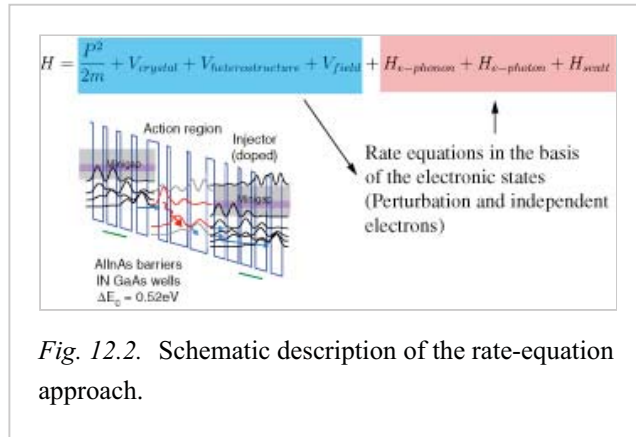 H = P²/2m + V_crystal + V_heterostructure + V_field + H_e−phonon + H_e−photon + H_scatt
Action region
Injector
(doped)
Minigap
Minigap
Rate equations in the basis
of the electronic states
(Perturbation and independent
electrons)
AlInAs barriers
IN GaAs wells
ΔE_c = 0.52eV
Fig. 12.2. Schematic description of the rate-equation
approach.